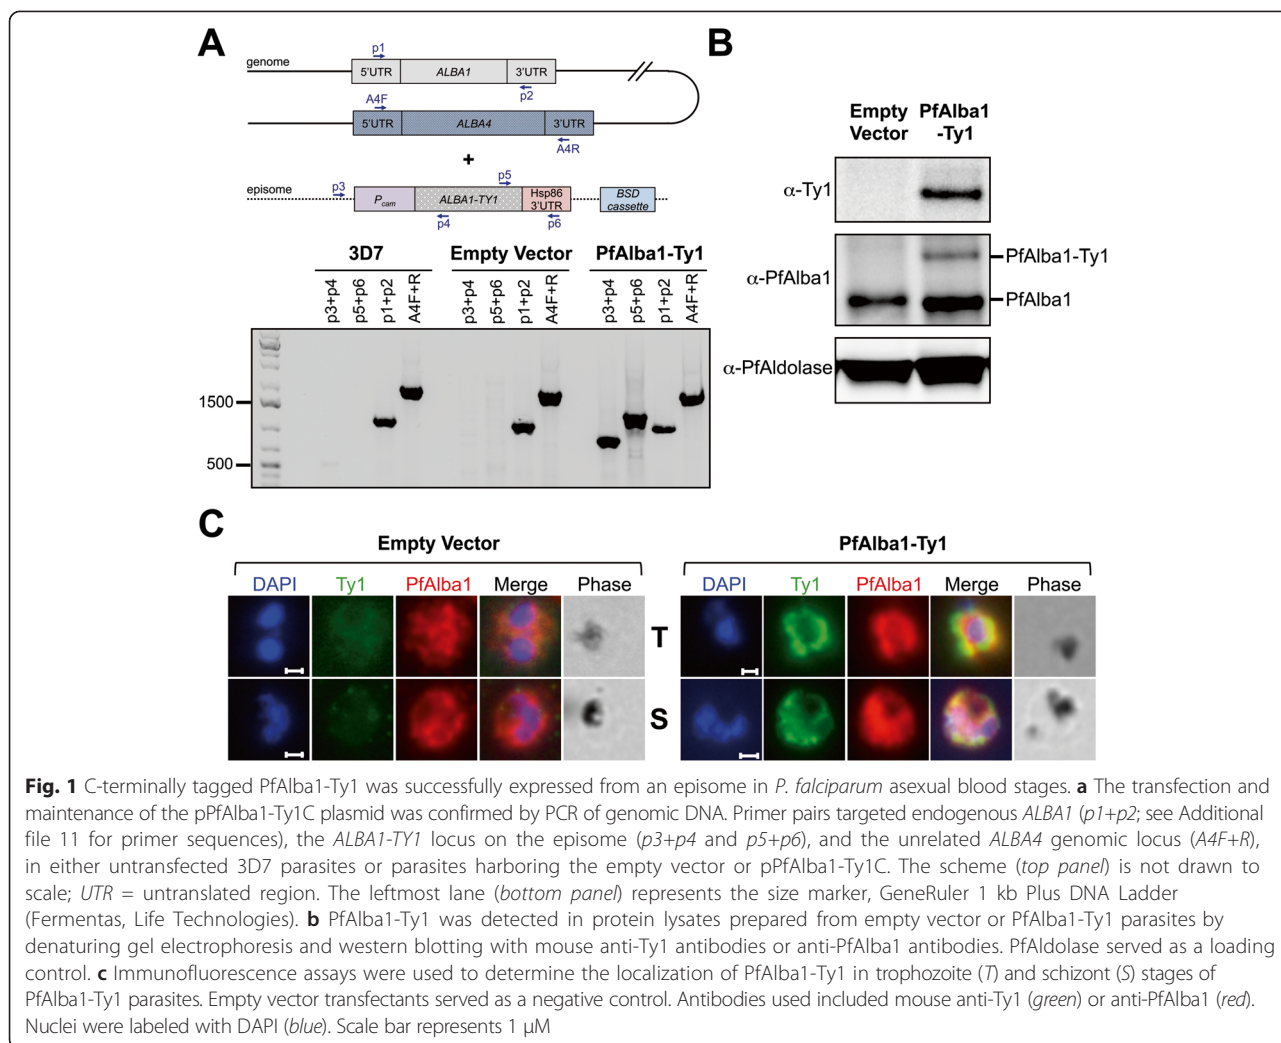 A
genome
p1
5'UTR ALBA1 3'UTR
p2
A4F
5'UTR ALBA4 3'UTR
A4R
+
episome
p3
p5
Pcam ALBA1-TY1 Hsp86 3'UTR BSD cassette
p4
p6
3D7 Empty Vector PfAlba1-Ty1
p3+p4 p5+p6 p1+p2 A4F+R p3+p4 p5+p6 p1+p2 A4F+R p3+p4 p5+p6 p1+p2 A4F+R
1500
500
B
Empty Vector
PfAlba1-Ty1
α-Ty1
α-PfAlba1
PfAlba1-Ty1
PfAlba1
α-PfAldolase
C
Empty Vector
PfAlba1-Ty1
DAPI Ty1 PfAlba1 Merge Phase
DAPI Ty1 PfAlba1 Merge Phase
T
S
Fig. 1 C-terminally tagged PfAlba1-Ty1 was successfully expressed from an episome in P. falciparum asexual blood stages. a The transfection and
maintenance of the pPfAlba1-Ty1C plasmid was confirmed by PCR of genomic DNA. Primer pairs targeted endogenous ALBA1 (p1+p2; see Additional
file 11 for primer sequences), the ALBA1-TY1 locus on the episome (p3+p4 and p5+p6), and the unrelated ALBA4 genomic locus (A4F+R),
in either untransfected 3D7 parasites or parasites harboring the empty vector or pPfAlba1-Ty1C. The scheme (top panel) is not drawn to
scale; UTR = untranslated region. The leftmost lane (bottom panel) represents the size marker, GeneRuler 1 kb Plus DNA Ladder
(Fermentas, Life Technologies). b PfAlba1-Ty1 was detected in protein lysates prepared from empty vector or PfAlba1-Ty1 parasites by
denaturing gel electrophoresis and western blotting with mouse anti-Ty1 antibodies or anti-PfAlba1 antibodies. PfAldolase served as a loading
control. c Immunofluorescence assays were used to determine the localization of PfAlba1-Ty1 in trophozoite (T) and schizont (S) stages of
PfAlba1-Ty1 parasites. Empty vector transfectants served as a negative control. Antibodies used included mouse anti-Ty1 (green) or anti-PfAlba1 (red).
Nuclei were labeled with DAPI (blue). Scale bar represents 1 μM